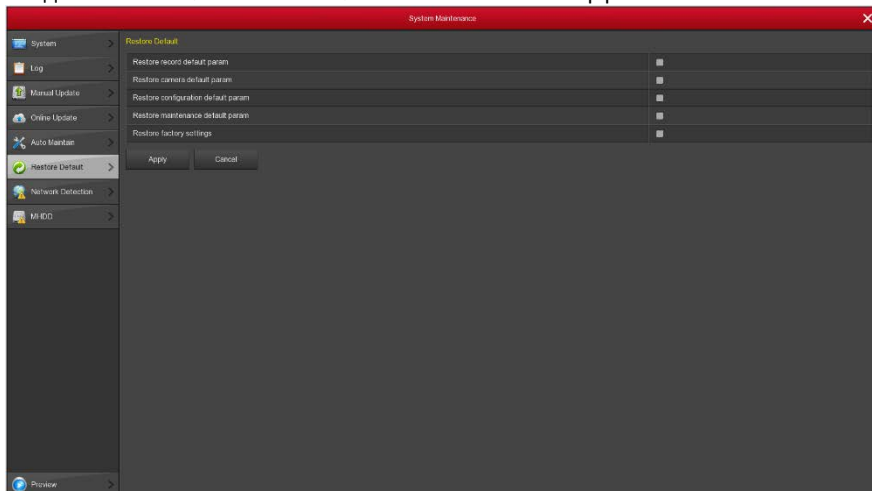 System Maintenance
System
Log
Manual Update
Online Update
Auto Maintain
Restore Default
Network Detection
MHDD
Preview
Restore Default
Restore record default param
Restore camera default param
Restore configuration default param
Restore maintenance default param
Restore factory settings
Apply
Cancel